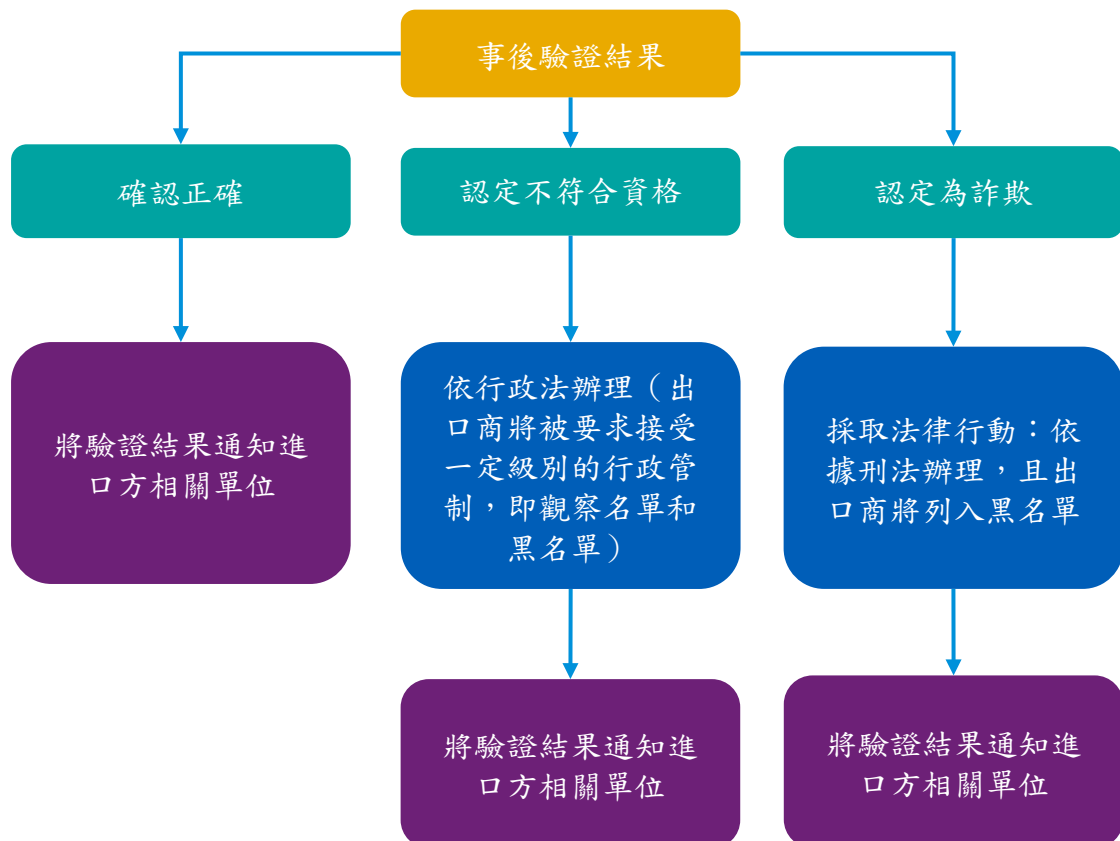 事後驗證結果
確認正確
認定不符合資格
認定為詐欺
將驗證結果通知進
口方相關單位
依行政法辦理（出
口商將被要求接受
一定級別的行政管
制，即觀察名單和
黑名單）
採取法律行動：依
據刑法辦理，且出
口商將列入黑名單
將驗證結果通知進
口方相關單位
將驗證結果通知進
口方相關單位